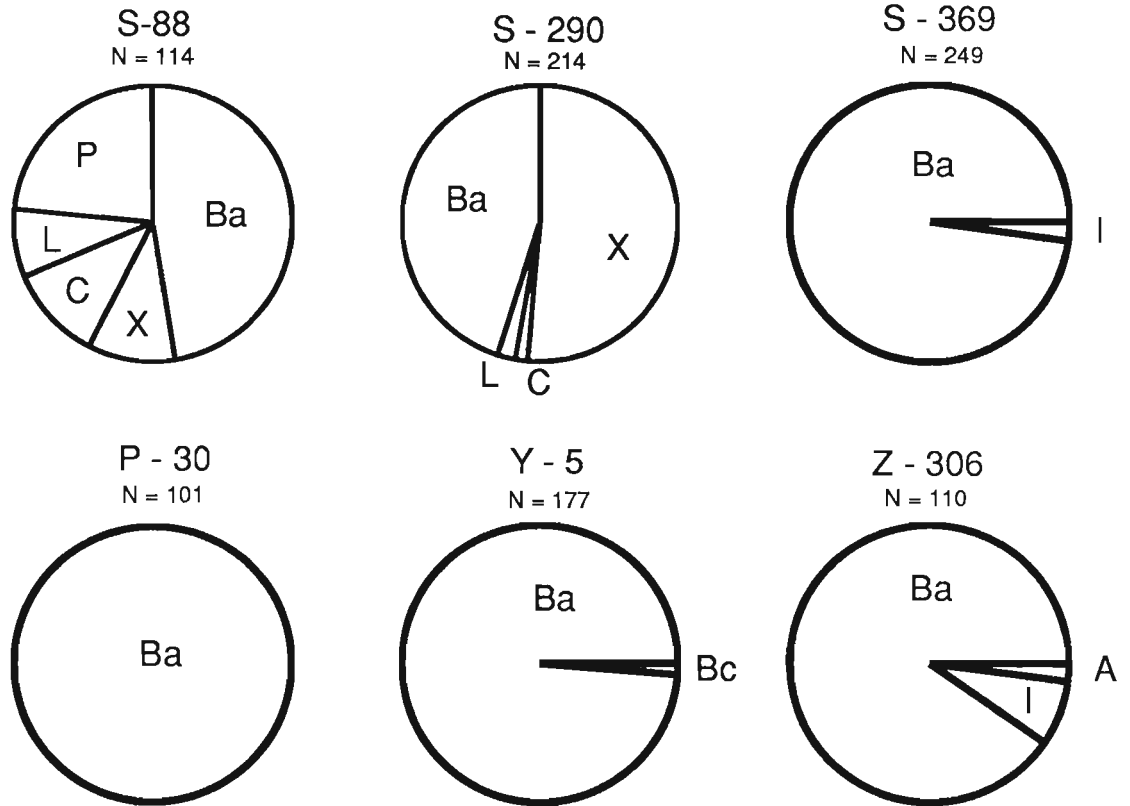 S-88
N = 114
P
Ba
L
C
X
S - 290
N = 214
Ba
X
L
C
S - 369
N = 249
Ba
I
P - 30
N = 101
Ba
Y - 5
N = 177
Ba
Bc
Z - 306
N = 110
Ba
A
I